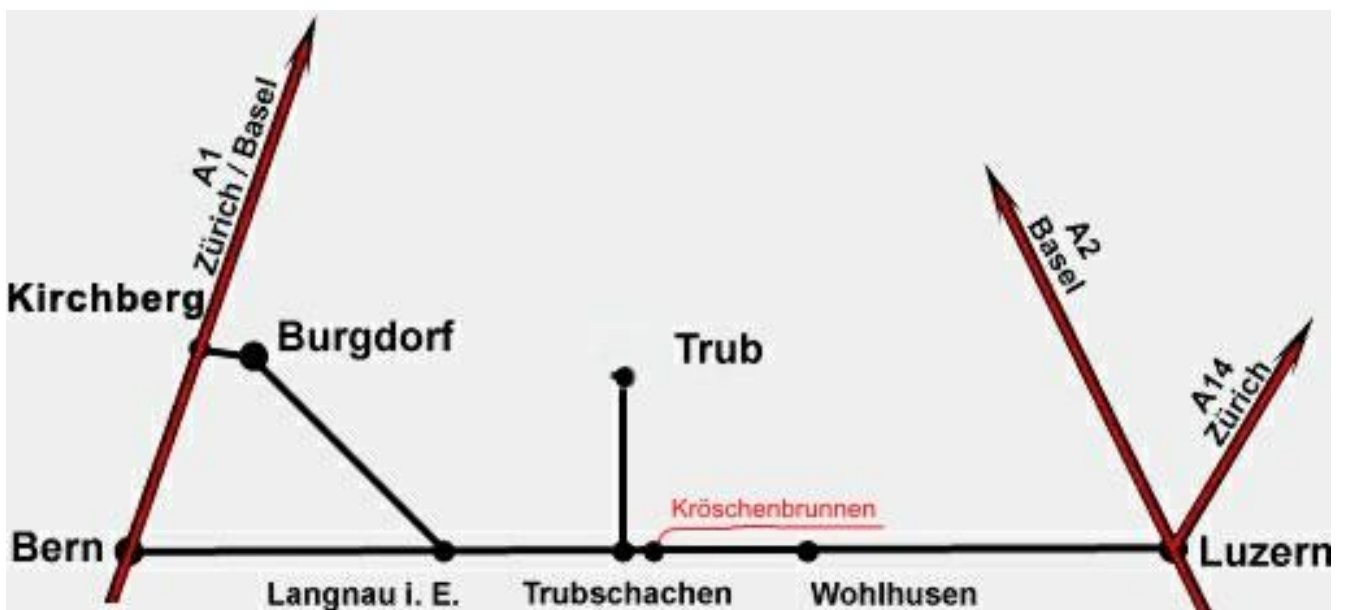 A1
Zürich / Basel
A2
Basel
Kirchberg
Burgdorf
Trub
A14
Zürich
Kröschenbrunnen
Bern
Luzern
Langnau i. E.
Trubschachen
Wohlhusen